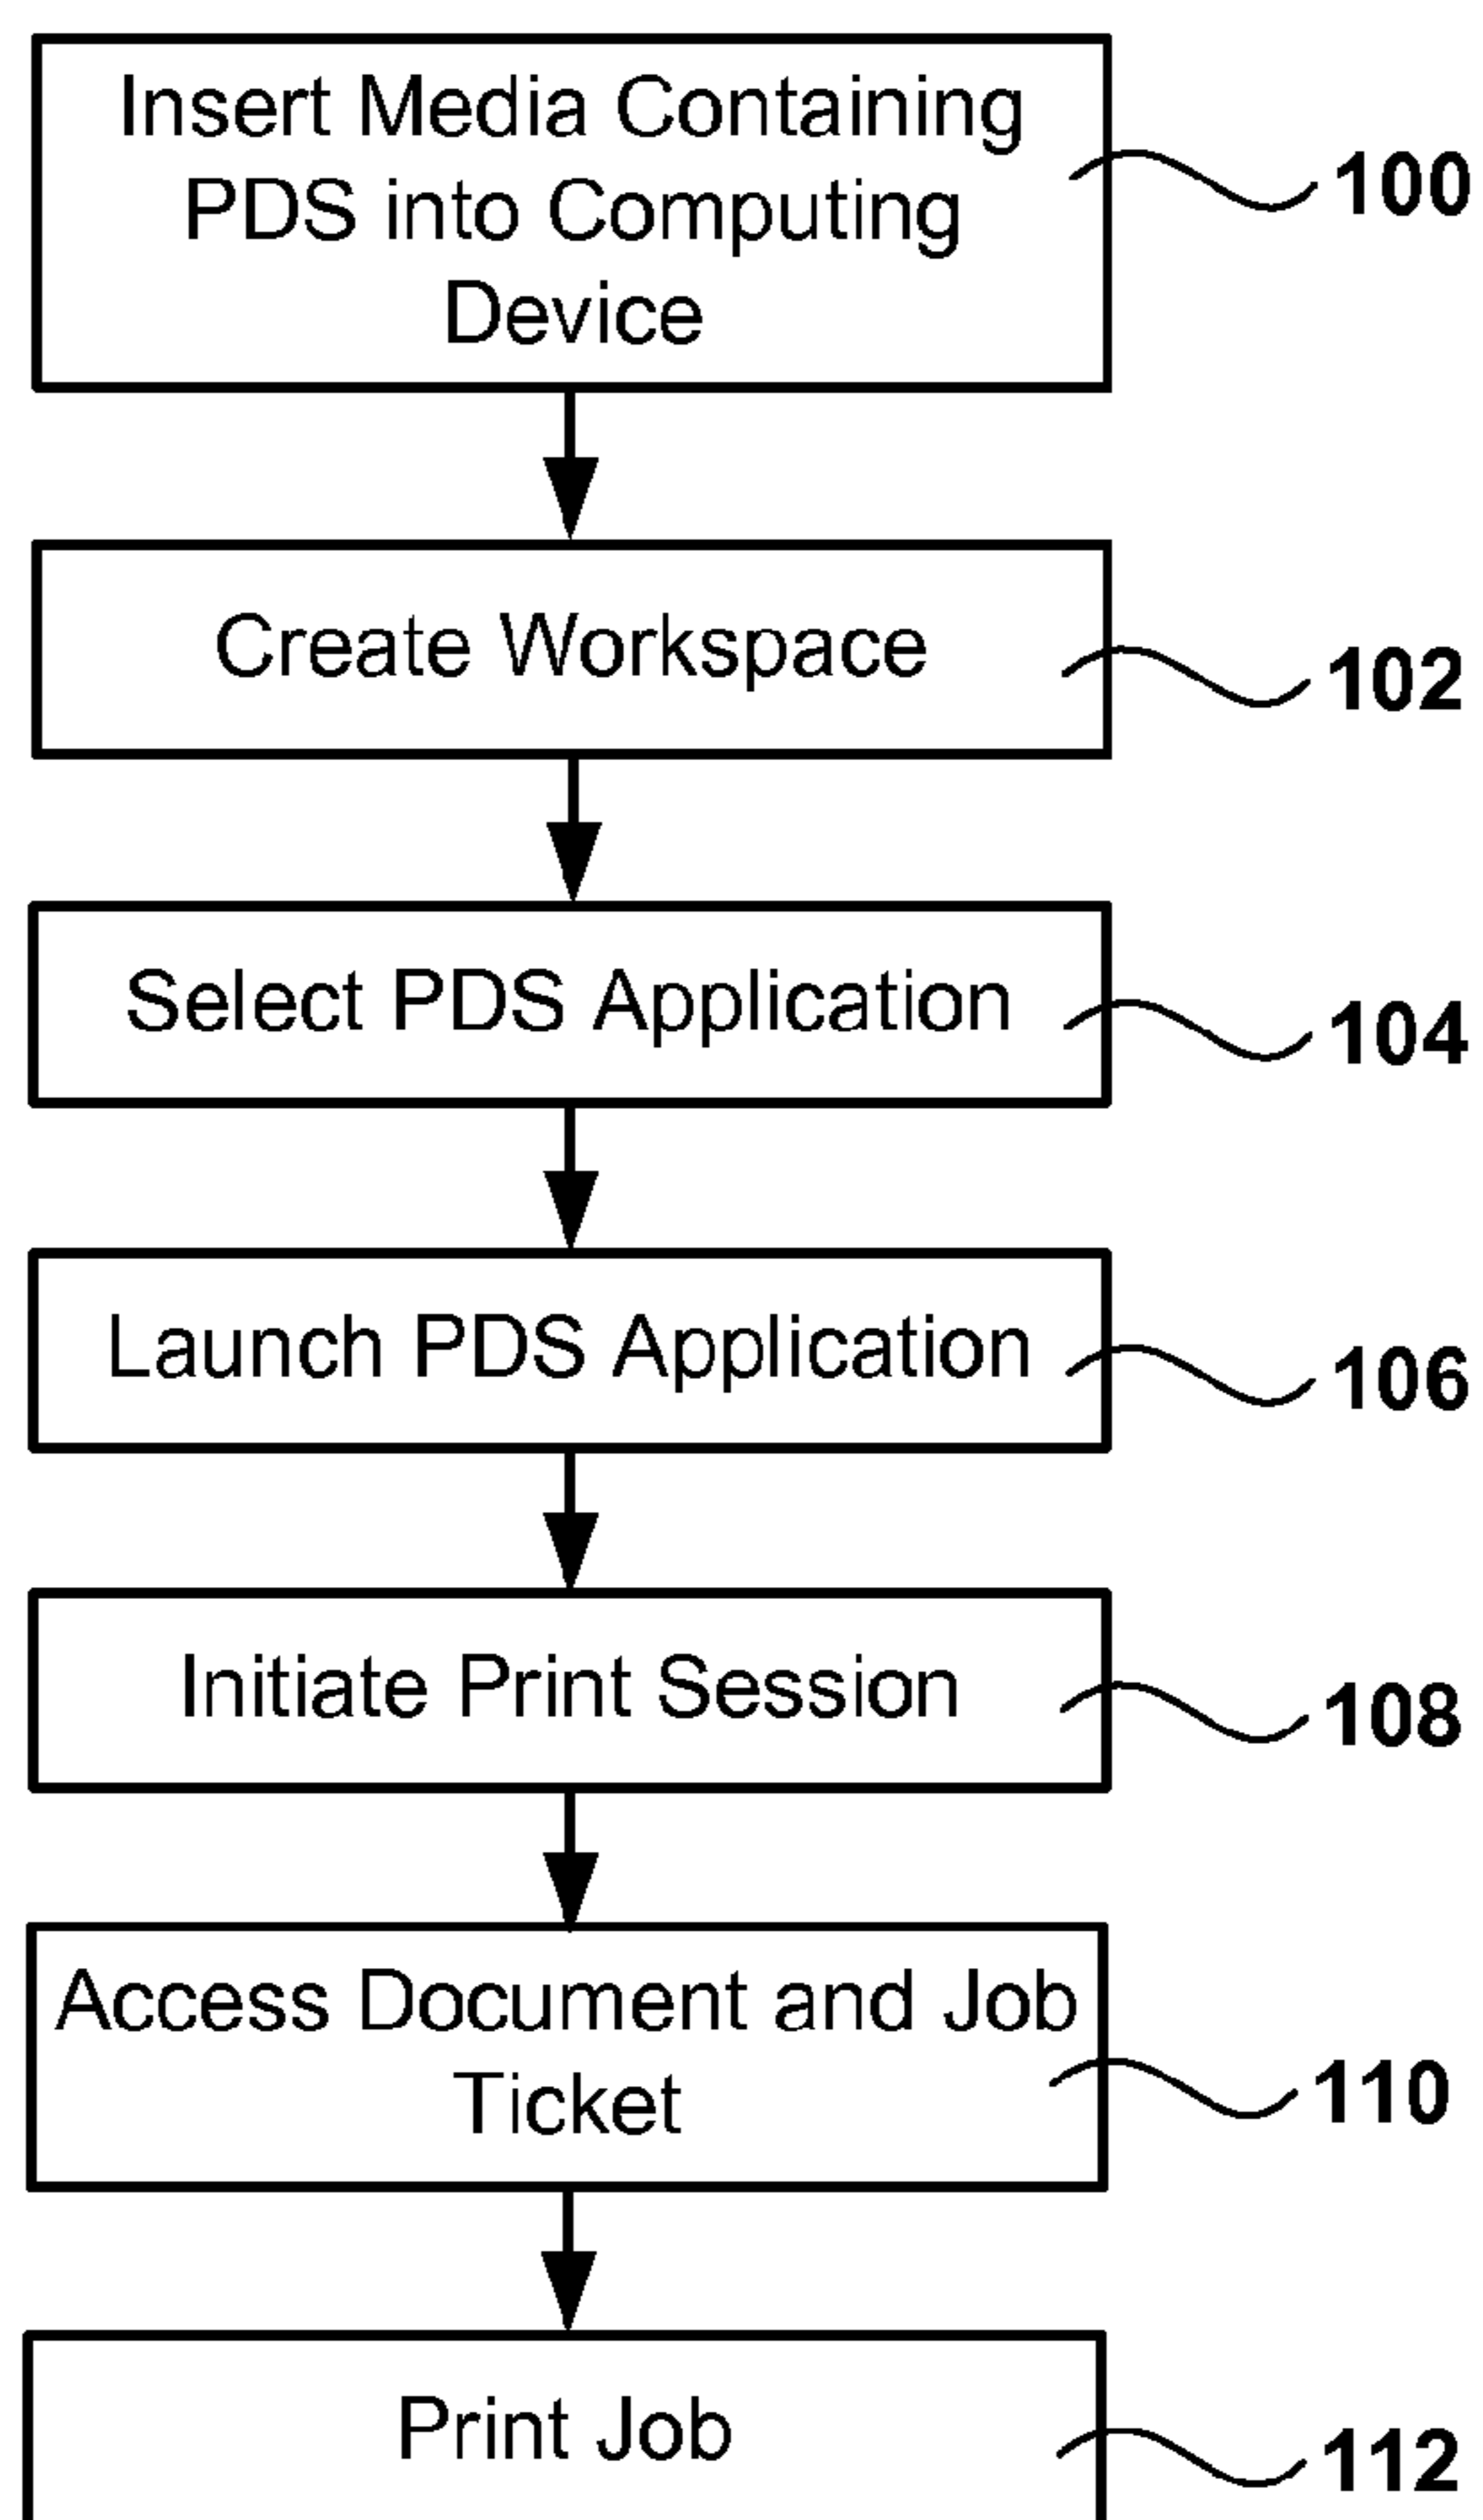 Insert Media Containing
PDS into Computing
Device
100
Create Workspace
102
Select PDS Application
104
Launch PDS Application
106
Initiate Print Session
108
Access Document and Job
Ticket
110
Print Job
112